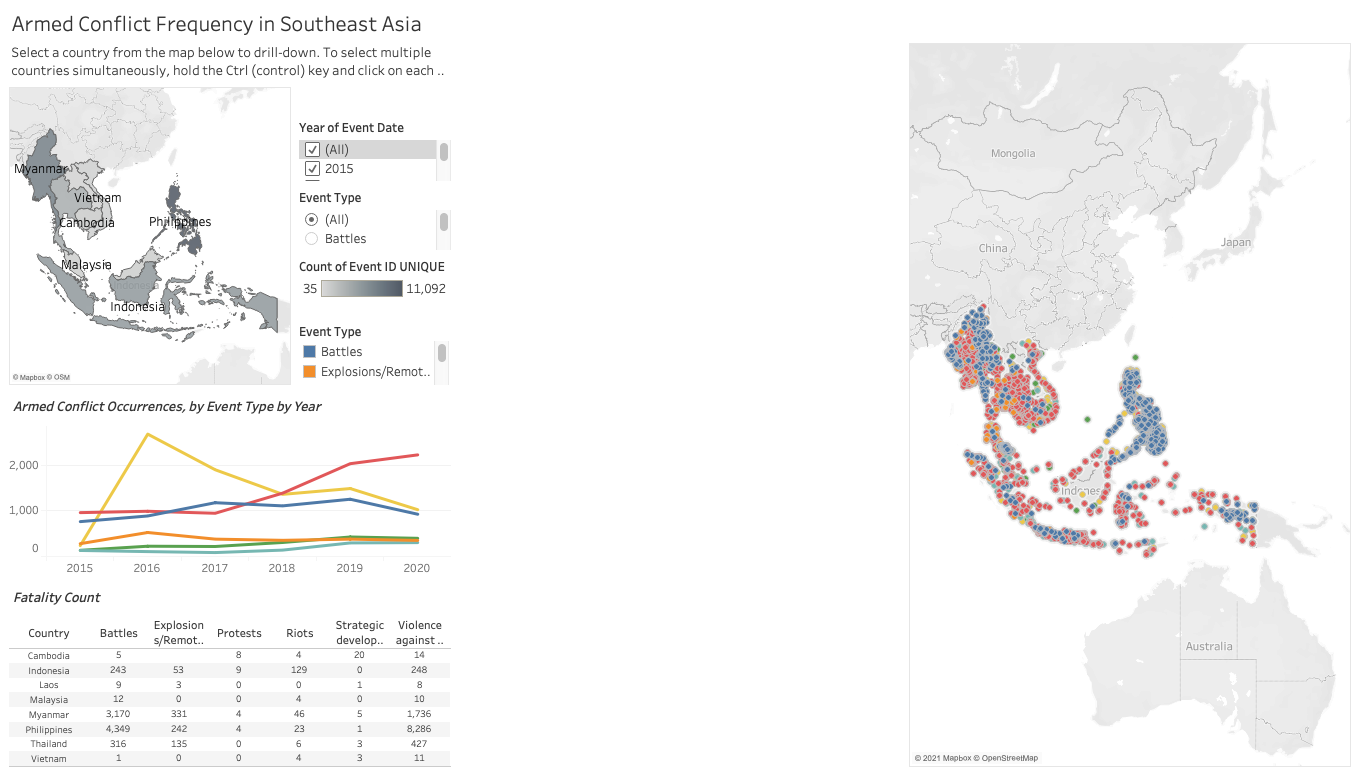 Armed Conflict Frequency in Southeast Asia
Select a country from the map below to drill-down. To select multiple
countries simultaneously, hold the Ctrl (control) key and click on each ..
Myanmar
Vietnam
Cambodia
Philippines
Malaysia
Indonesia
Indonesia
© Mapbox © OSM
Year of Event Date
(All)
2015
Event Type
(All)
Battles
Count of Event ID UNIQUE
35 11,092
Event Type
Battles
Explosions/Remot..
Armed Conflict Occurrences, by Event Type by Year
2,000
1,000
0
2015 2016 2017 2018 2019 2020
Fatality Count
Country Battles Explosion s/Remot.. Protests Riots Strategic develop.. Violence against ..
Cambodia 5 8 4 20 14
Indonesia 243 53 9 129 0 248
Laos 9 3 0 0 1 8
Malaysia 12 0 0 4 0 10
Myanmar 3,170 331 4 46 5 1,736
Philippines 4,349 242 4 23 1 8,286
Thailand 316 135 0 6 3 427
Vietnam 1 0 0 4 3 11
Mongolia
China
Japan
Indones
Australia
© 2021 Mapbox © OpenStreetMap